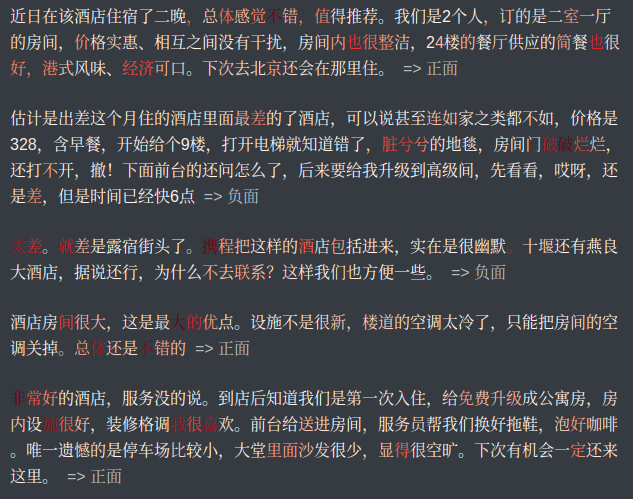 近日在该酒店住宿了二晚，总体感觉不错，值得推荐。我们是2个人，订的是二室一厅
的房间，价格实惠、相互之间没有干扰，房间内也很整洁，24楼的餐厅供应的简餐也很
好，港式风味、经济可口。下次去北京还会在那里住。 => 正面
估计是出差这个月住的酒店里面最差的了酒店，可以说甚至连如家之类都不如，价格是
328，含早餐，开始给个9楼，打开电梯就知道错了，脏兮兮的地毯，房间门破破烂烂，
还打不开，撤！下面前台的还问怎么了，后来要给我升级到高级间，先看看，哎呀，还
是差，但是时间已经快6点 => 负面
太差。就差是露宿街头了。携程把这样的酒店包括进来，实在是很幽默。十堰还有燕良
大酒店，据说还行，为什么不去联系？这样我们也方便一些。 => 负面
酒店房间很大，这是最大的优点。设施不是很新，楼道的空调太冷了，只能把房间的空
调关掉。总体还是不错的 => 正面
非常好的酒店，服务没的说。到店后知道我们是第一次入住，给免费升级成公寓房，房
内设施很好，装修格调我很喜欢。前台给送进房间，服务员帮我们换好拖鞋，泡好咖啡
。唯一遗憾的是停车场比较小，大堂里面沙发很少，显得很空旷。下次有机会一定还来
这里。 => 正面